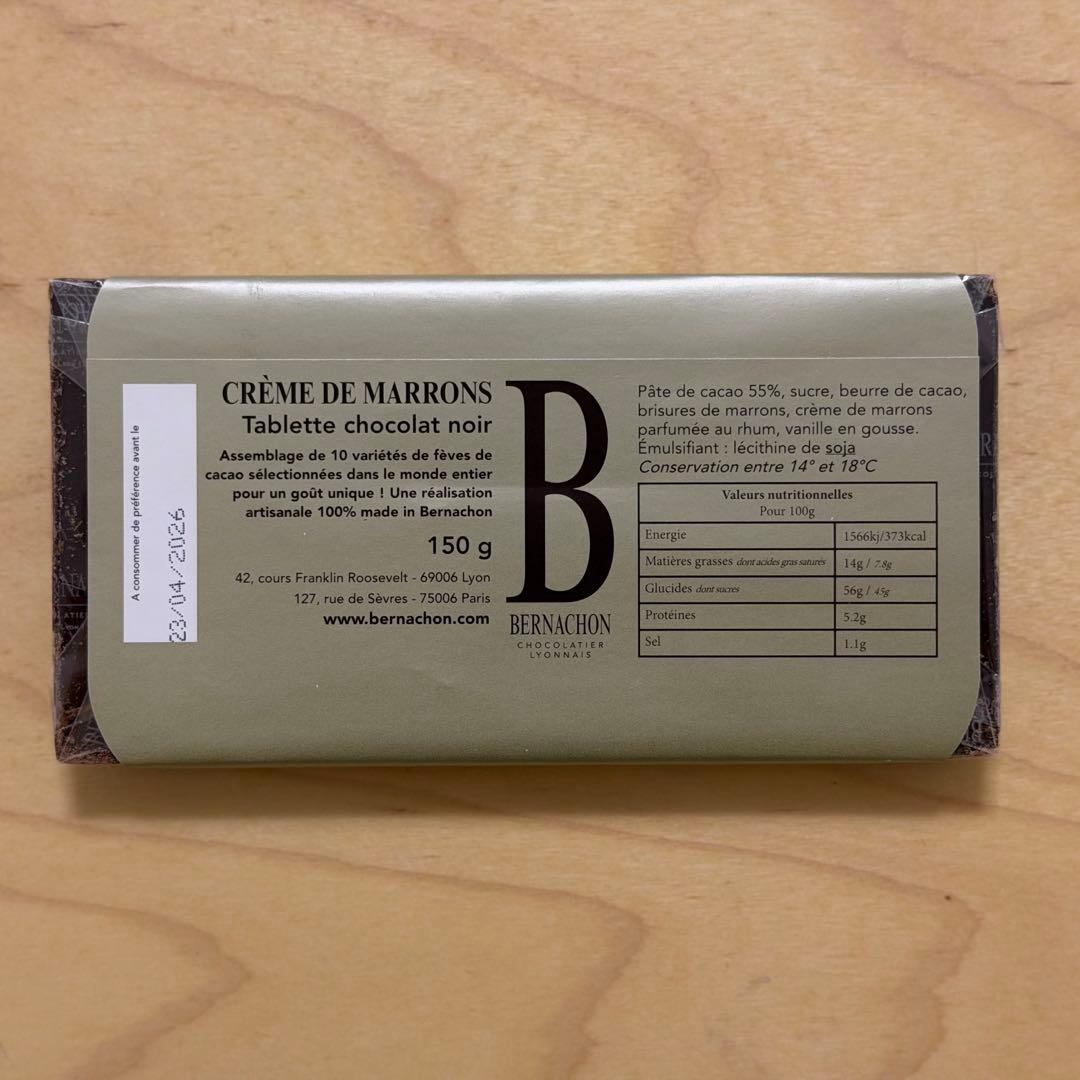 A consommer de préférence avant le
23/04/2026
CRÈME DE MARRONS
Tablette chocolat noir
Assemblage de 10 variétés de fèves de
cacao sélectionnées dans le monde entier
pour un goût unique ! Une réalisation
artisanale 100% made in Bernachon
150 g
42, cours Franklin Roosevelt - 69006 Lyon
127, rue de Sèvres - 75006 Paris
www.bernachon.com
B
BERNACHON
CHOCOLATIER
LYONNAIS
Pâte de cacao 55%, sucre, beurre de cacao,
brisures de marrons, crème de marrons
parfumée au rhum, vanille en gousse.
Émulsifiant : lécithine de soja
Conservation entre 14° et 18°C
Valeurs nutritionnelles
Pour 100g
Energie 1566kj/373kcal
Matières grasses dont acides gras saturés 14g / 7.8g
Glucides dont sucres 56g / 45g
Protéines 5.2g
Sel 1.1g